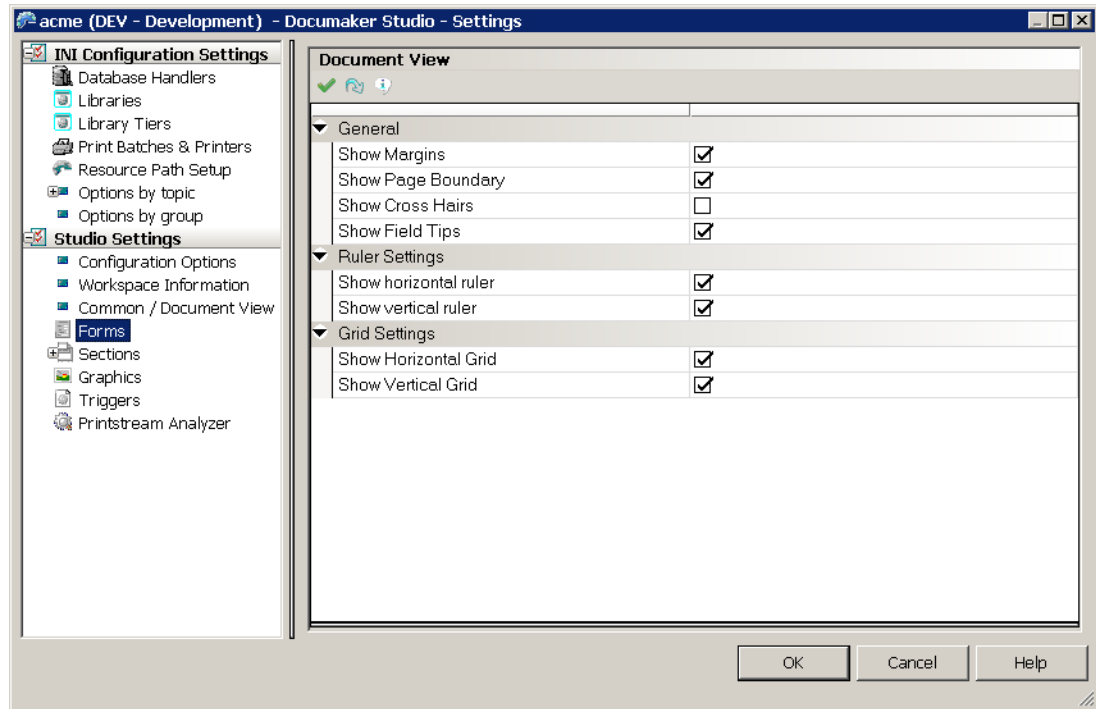 acme (DEV - Development)  - Documaker Studio - Settings
INI Configuration Settings
Database Handlers
Libraries
Library Tiers
Print Batches & Printers
Resource Path Setup
Options by topic
Options by group
Studio Settings
Configuration Options
Workspace Information
Common / Document View
Forms
Sections
Graphics
Triggers
Printstream Analyzer
Document View
General
Show Margins
Show Page Boundary
Show Cross Hairs
Show Field Tips
Ruler Settings
Show horizontal ruler
Show vertical ruler
Grid Settings
Show Horizontal Grid
Show Vertical Grid
OK
Cancel
Help